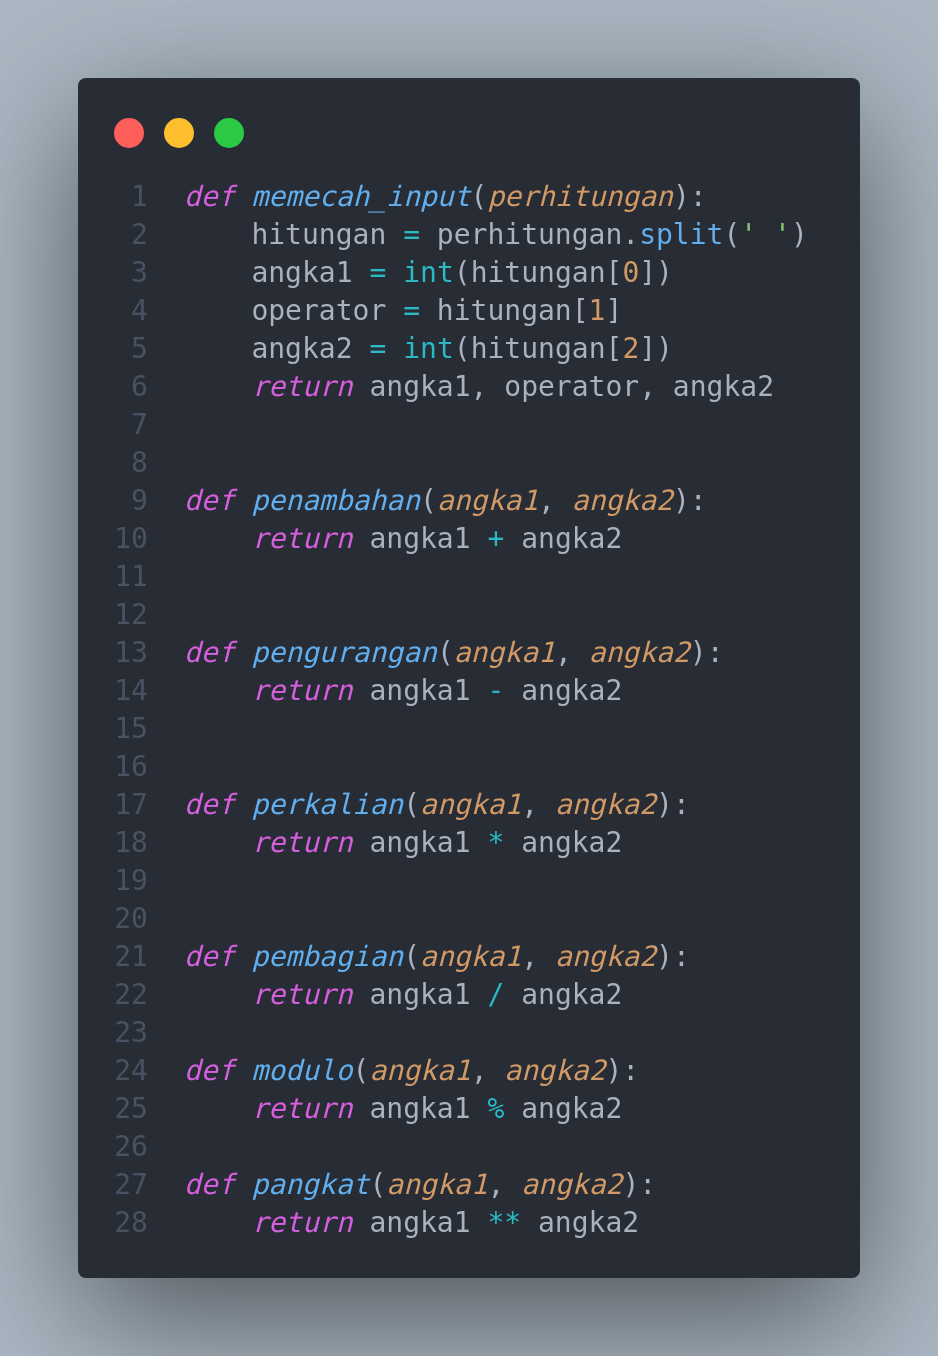 1 def memecah_input(perhitungan):
2     hitungan = perhitungan.split(' ')
3     angka1 = int(hitungan[0])
4     operator = hitungan[1]
5     angka2 = int(hitungan[2])
6     return angka1, operator, angka2
7
8
9 def penambahan(angka1, angka2):
10     return angka1 + angka2
11
12
13 def pengurangan(angka1, angka2):
14     return angka1 - angka2
15
16
17 def perkalian(angka1, angka2):
18     return angka1 * angka2
19
20
21 def pembagian(angka1, angka2):
22     return angka1 / angka2
23
24 def modulo(angka1, angka2):
25     return angka1 % angka2
26
27 def pangkat(angka1, angka2):
28     return angka1 ** angka2